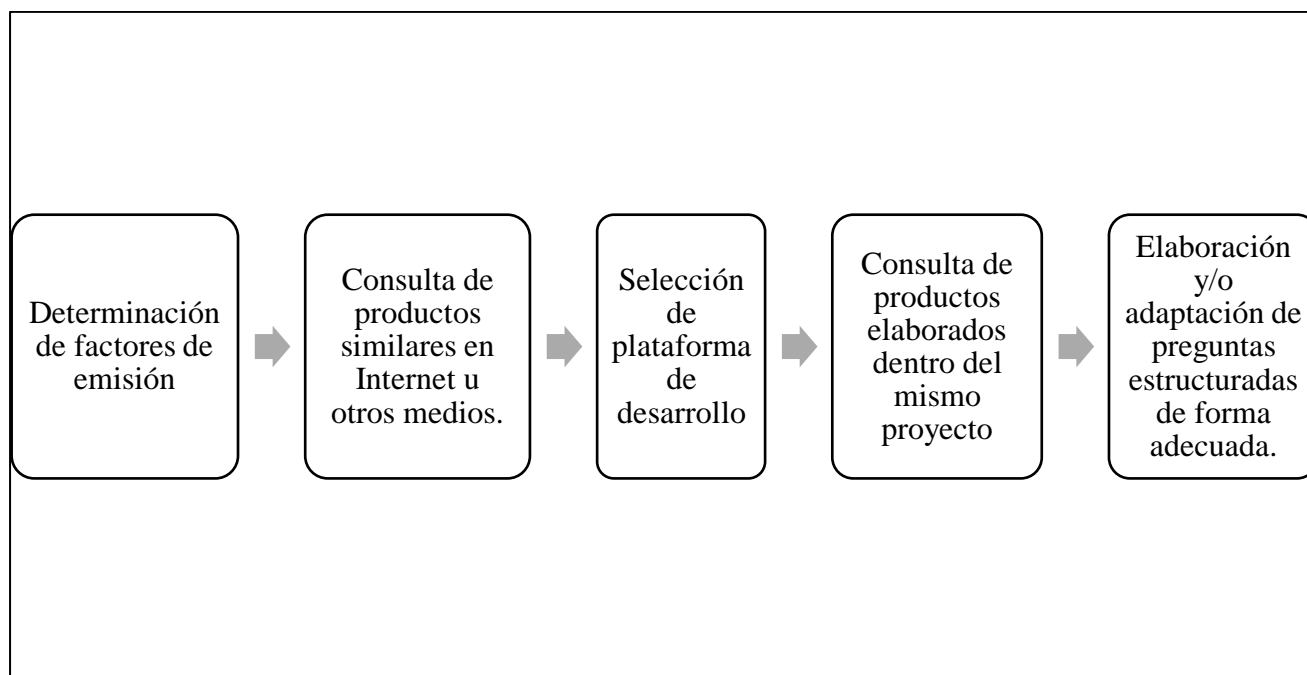 Determinación
de factores de
emisión
Consulta de
productos
similares en
Internet u
otros medios.
Selección
de
plataforma
de
desarrollo
Consulta de
productos
elaborados
dentro del
mismo
proyecto
Elaboración
y/o
adaptación de
preguntas
estructuradas
de forma
adecuada.